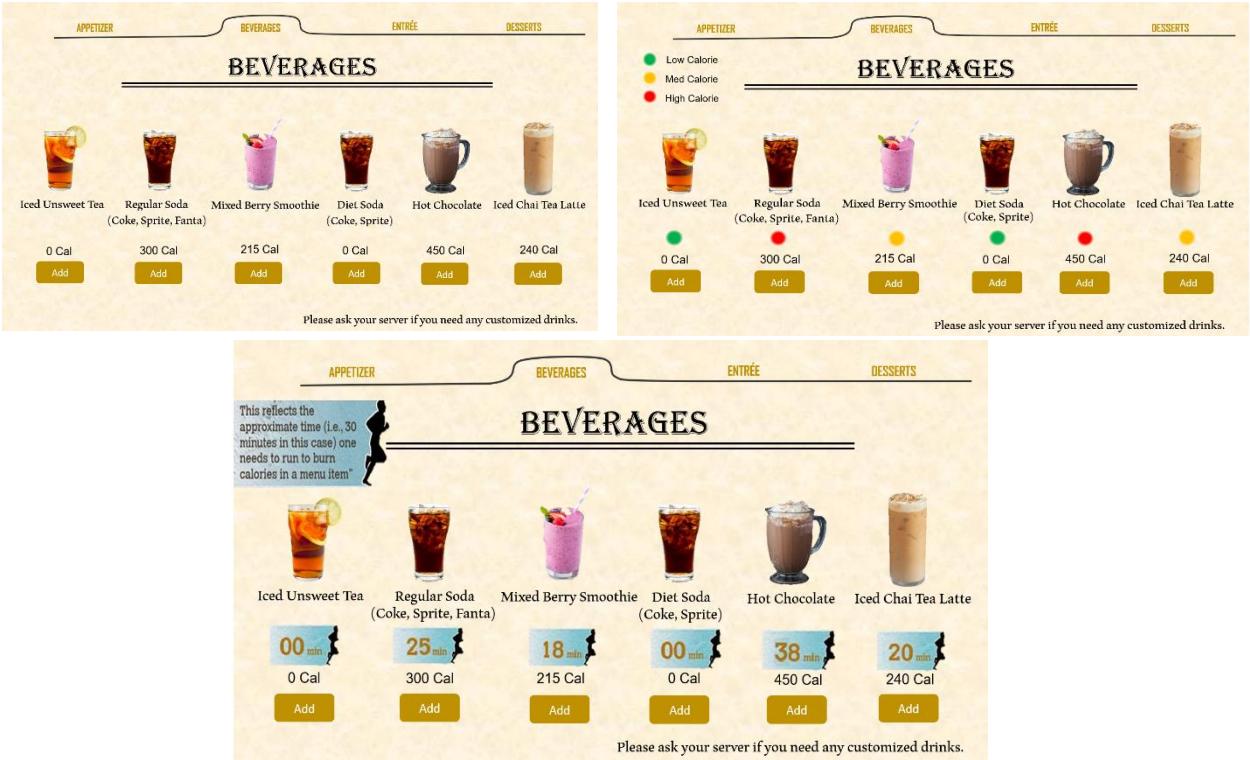 APPETIZER BEVERAGES ENTRÉE DESSERTS
BEVERAGES
Iced Unsweet Tea Regular Soda Mixed Berry Smoothie Diet Soda Hot Chocolate Iced Chai Tea Latte
(Coke, Sprite, Fanta) (Coke, Sprite)
0 Cal 300 Cal 215 Cal 0 Cal 450 Cal 240 Cal
Add Add Add Add Add Add
Please ask your server if you need any customized drinks.
APPETIZER BEVERAGES ENTRÉE DESSERTS
Low Calorie
Med Calorie
High Calorie
BEVERAGES
Iced Unsweet Tea Regular Soda Mixed Berry Smoothie Diet Soda Hot Chocolate Iced Chai Tea Latte
(Coke, Sprite, Fanta) (Coke, Sprite)
0 Cal 300 Cal 215 Cal 0 Cal 450 Cal 240 Cal
Add Add Add Add Add Add
Please ask your server if you need any customized drinks.
APPETIZER BEVERAGES ENTRÉE DESSERTS
This reflects the
approximate time (i.e., 30
minutes in this case) one
needs to run to burn
calories in a menu item"
BEVERAGES
Iced Unsweet Tea Regular Soda Mixed Berry Smoothie Diet Soda Hot Chocolate Iced Chai Tea Latte
(Coke, Sprite, Fanta) (Coke, Sprite)
00 min 25 min 18 min 00 min 38 min 20 min
0 Cal 300 Cal 215 Cal 0 Cal 450 Cal 240 Cal
Add Add Add Add Add Add
Please ask your server if you need any customized drinks.